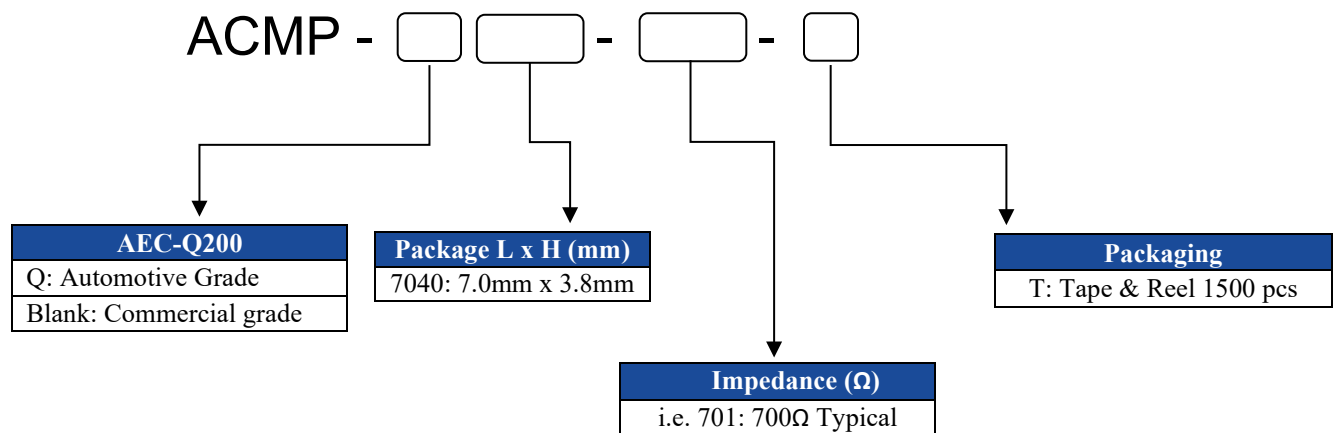 ACMP - - -
AEC-Q200
Q: Automotive Grade
Blank: Commercial grade
Package L x H (mm)
7040: 7.0mm x 3.8mm
Impedance (Ω)
i.e. 701: 700Ω Typical
Packaging
T: Tape & Reel 1500 pcs